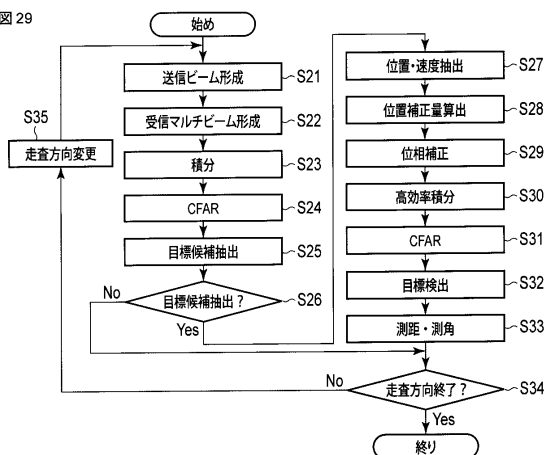 図 29
始め
送信ビーム形成
S21
受信マルチビーム形成
S22
積分
S23
CFAR
S24
目標候補抽出
S25
目標候補抽出？
S26
No
Yes
S35
走査方向変更
位置・速度抽出
S27
位置補正量算出
S28
位相補正
S29
高効率積分
S30
CFAR
S31
目標検出
S32
測距・測角
S33
走査方向終了？
S34
No
Yes
終り